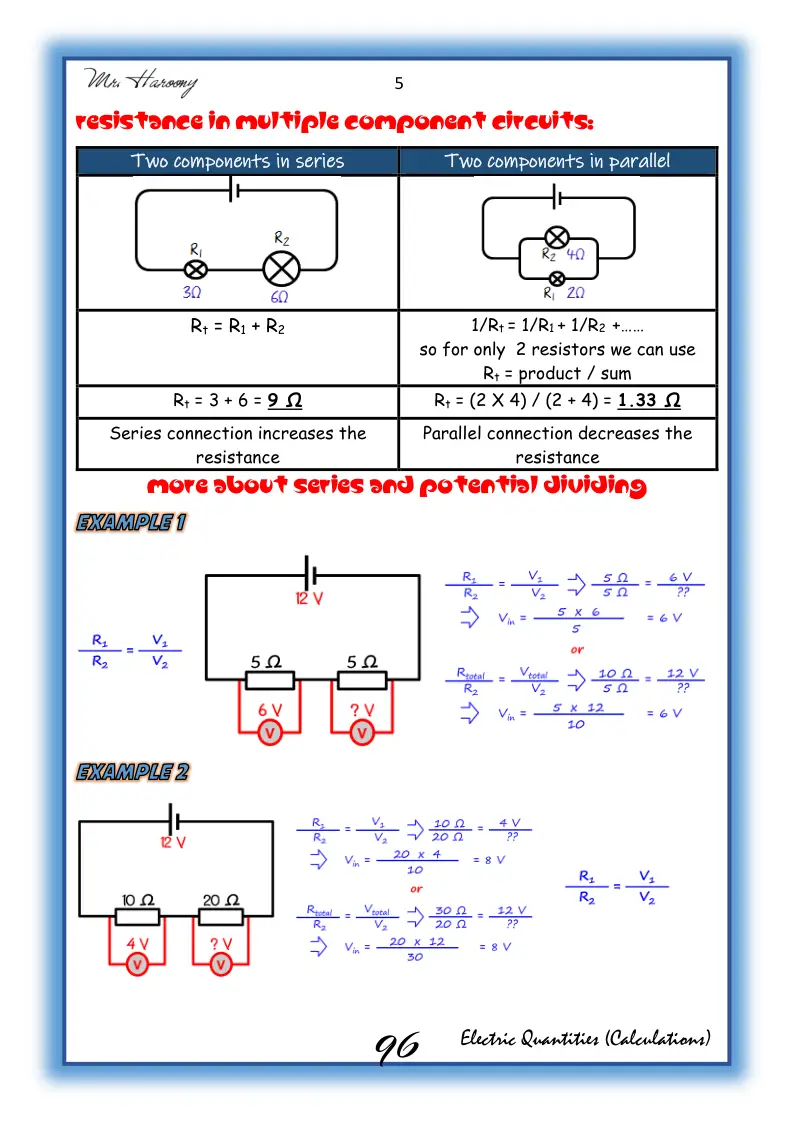 Mr. Haroony
5
Resistance in multiple component circuits:
Two components in series
Two components in parallel
R₁
R₂
3Ω
6Ω
R₂ 4Ω
R₁ 2Ω
Rₜ = R₁ + R₂
1/Rₜ = 1/R₁ + 1/R₂ +……
so for only 2 resistors we can use
Rₜ = product / sum
Rₜ = 3 + 6 = 9 Ω
Rₜ = (2 X 4) / (2 + 4) = 1.33 Ω
Series connection increases the
resistance
Parallel connection decreases the
resistance
more about series and potential dividing
EXAMPLE 1
R₁ / R₂ = V₁ / V₂
12 V
5 Ω 5 Ω
6 V ? V
V V
R₁ / R₂ = V₁ / V₂ ⇨ 5 Ω / 5 Ω = 6 V / ??
⇨ Vᵢₙ = 5 x 6 / 5 = 6 V
or
Rₜₒₜₐₗ / R₂ = Vₜₒₜₐₗ / V₂ ⇨ 10 Ω / 5 Ω = 12 V / ??
⇨ Vᵢₙ = 5 x 12 / 10 = 6 V
EXAMPLE 2
12 V
10 Ω 20 Ω
4 V ? V
V V
R₁ / R₂ = V₁ / V₂ ⇨ 10 Ω / 20 Ω = 4 V / ??
⇨ Vᵢₙ = 20 x 4 / 10 = 8 V
or
Rₜₒₜₐₗ / R₂ = Vₜₒₜₐₗ / V₂ ⇨ 30 Ω / 20 Ω = 12 V / ??
⇨ Vᵢₙ = 20 x 12 / 30 = 8 V
R₁ / R₂ = V₁ / V₂
96
Electric Quantities (Calculations)